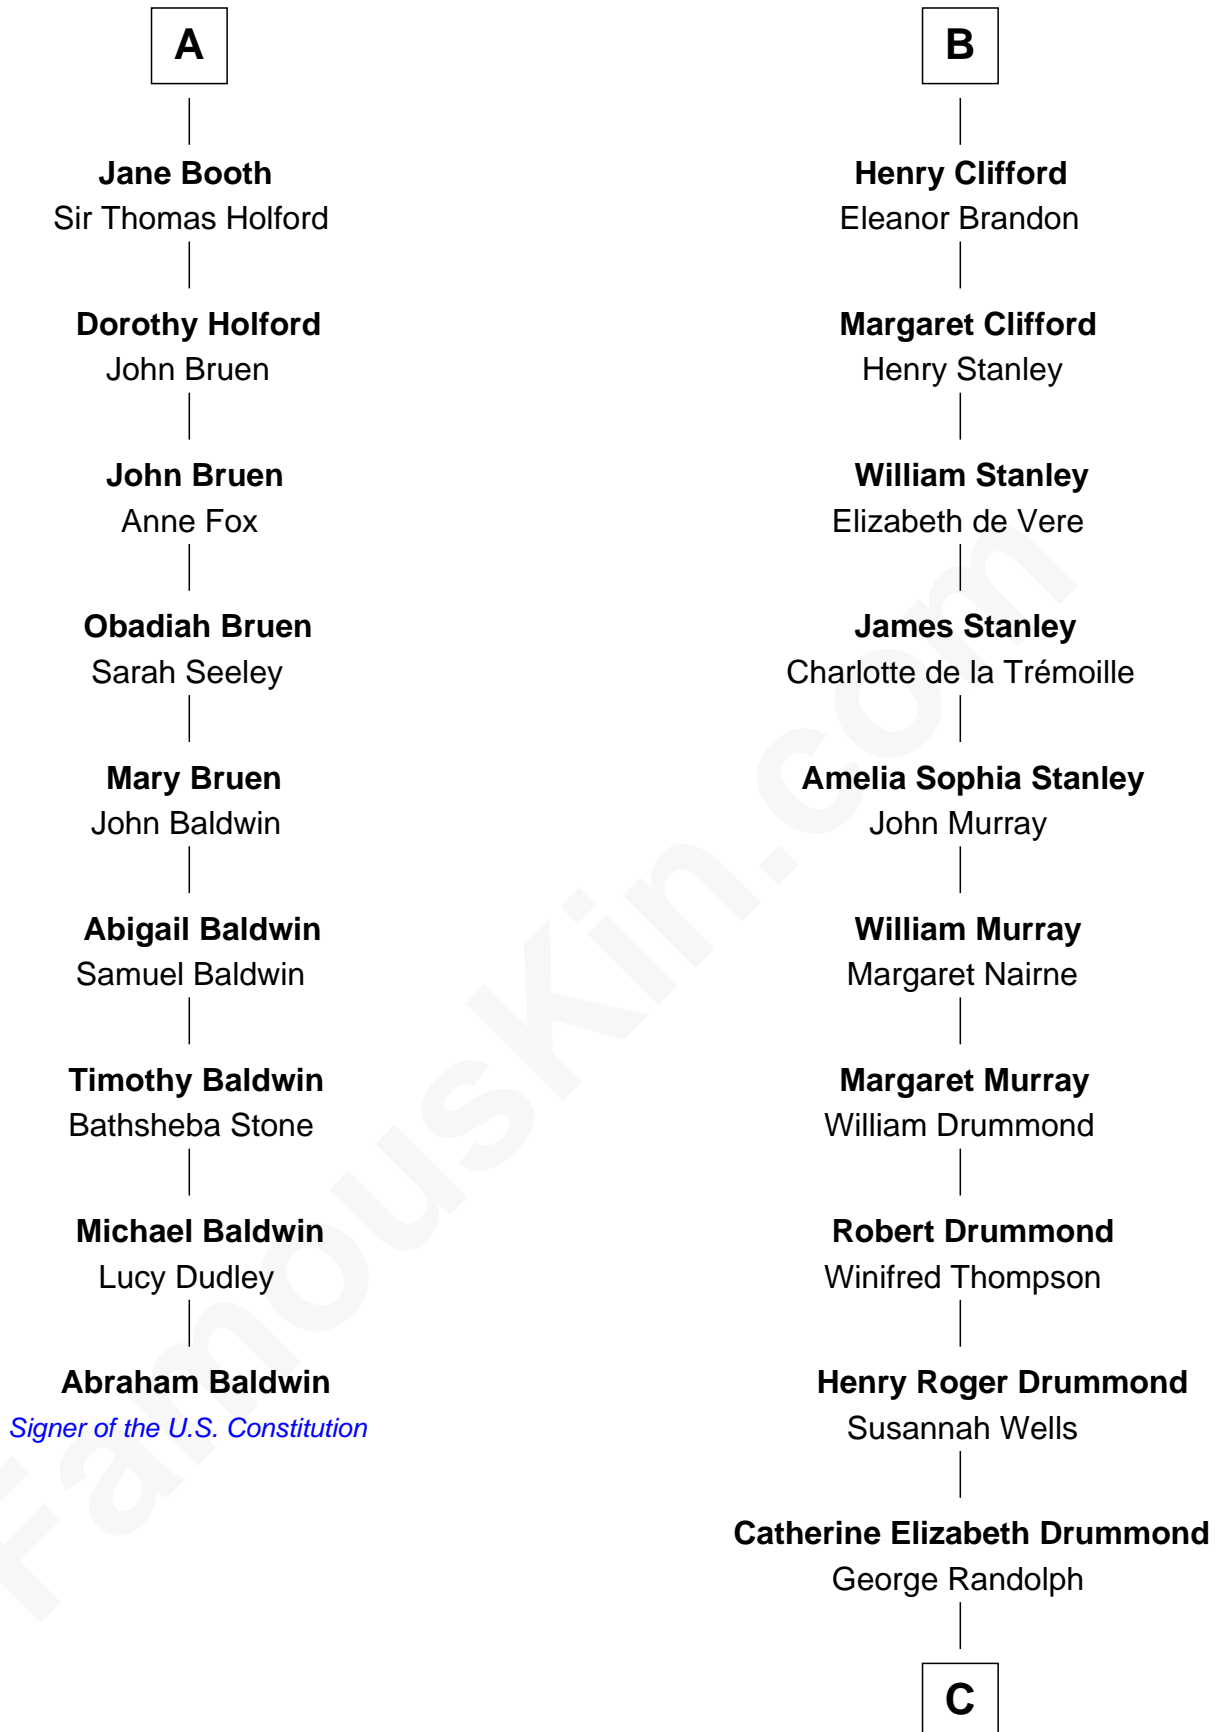 A
Jane Booth
Sir Thomas Holford
Dorothy Holford
John Bruen
John Bruen
Anne Fox
Obadiah Bruen
Sarah Seeley
Mary Bruen
John Baldwin
Abigail Baldwin
Samuel Baldwin
Timothy Baldwin
Bathsheba Stone
Michael Baldwin
Lucy Dudley
Abraham Baldwin
Signer of the U.S. Constitution
B
Henry Clifford
Eleanor Brandon
Margaret Clifford
Henry Stanley
William Stanley
Elizabeth de Vere
James Stanley
Charlotte de la Trémoille
Amelia Sophia Stanley
John Murray
William Murray
Margaret Nairne
Margaret Murray
William Drummond
Robert Drummond
Winifred Thompson
Henry Roger Drummond
Susannah Wells
Catherine Elizabeth Drummond
George Randolph
C
FamousKin.com